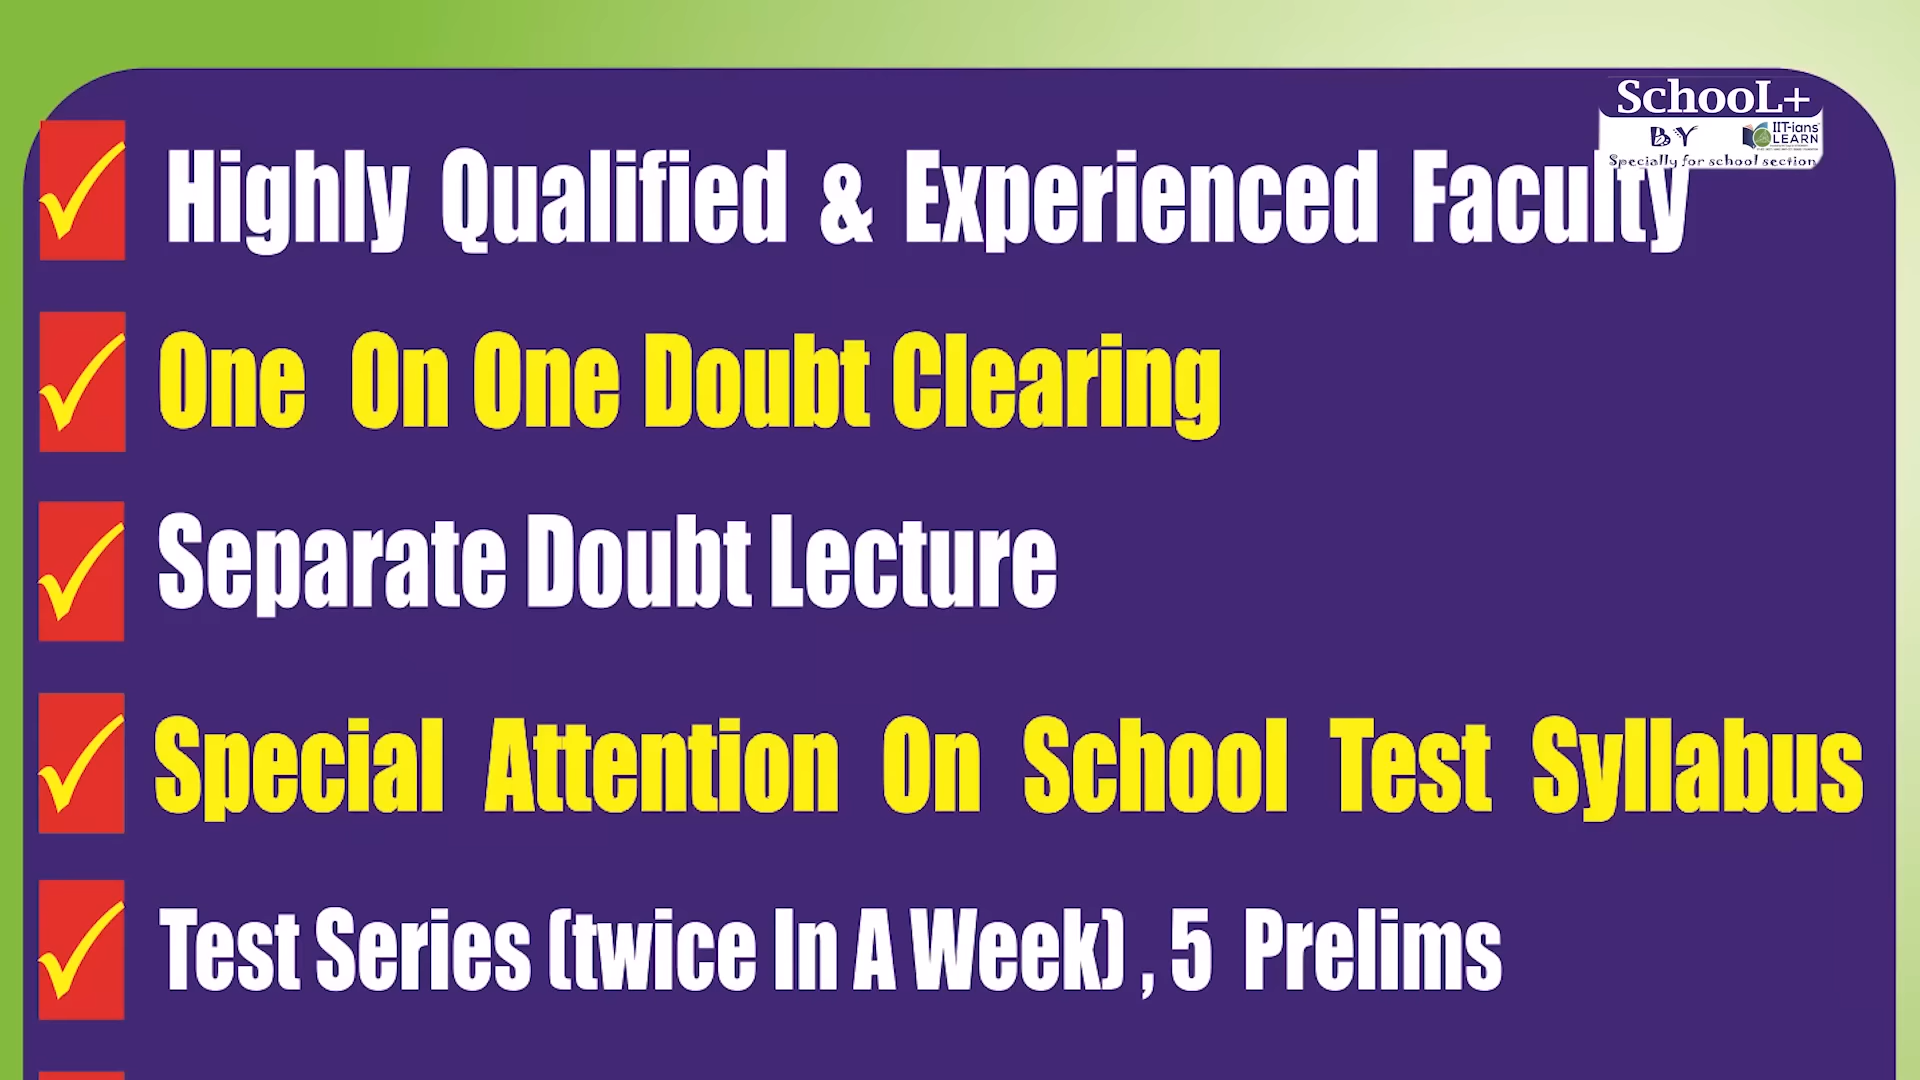 SchooL+
BY IIT-ians LEARN
Specially for school section
Highly Qualified & Experienced Faculty
One On One Doubt Clearing
Separate Doubt Lecture
Special Attention On School Test Syllabus
Test Series (twice In A Week) , 5 Prelims